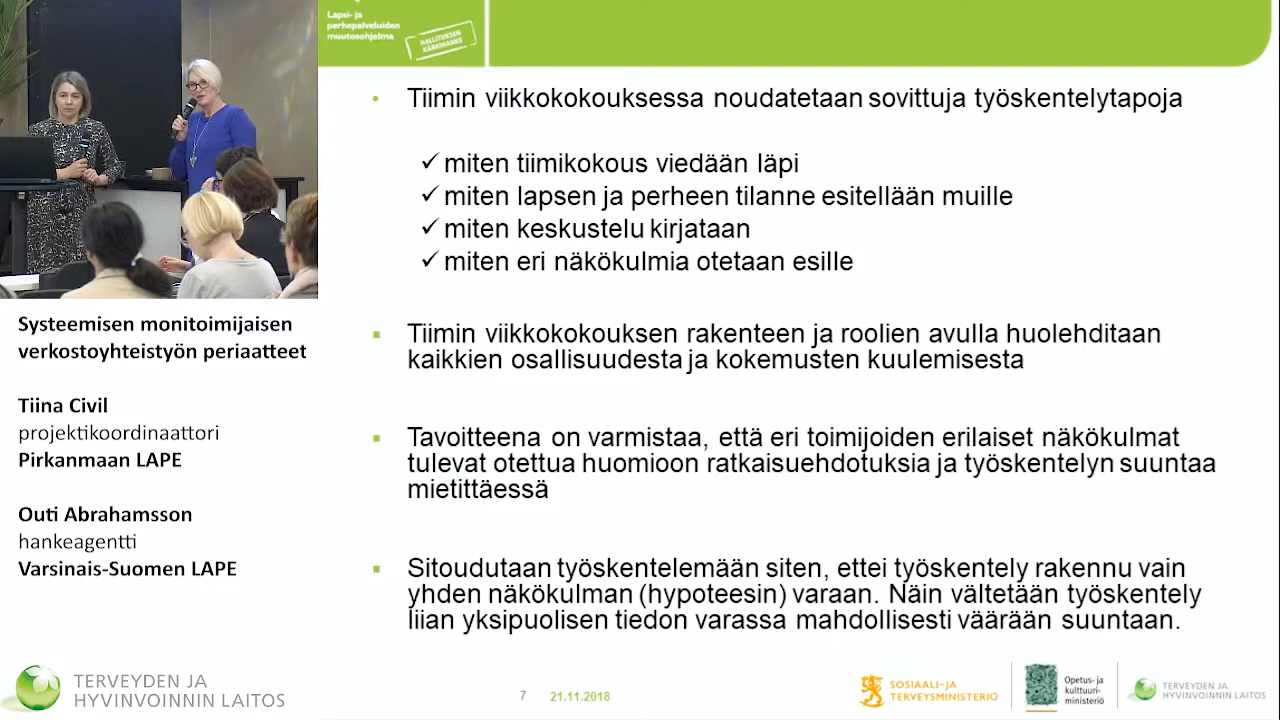 Lapsi- ja
perhepalveluiden
muutosohjelma
HALLITUKSEN
KÄRKIHANKE
• Tiimin viikkokokouksessa noudatetaan sovittuja työskentelytapoja
✓ miten tiimikokous viedään läpi
✓ miten lapsen ja perheen tilanne esitellään muille
✓ miten keskustelu kirjataan
✓ miten eri näkökulmia otetaan esille
▪ Tiimin viikkokokouksen rakenteen ja roolien avulla huolehditaan
kaikkien osallisuudesta ja kokemusten kuulemisesta
▪ Tavoitteena on varmistaa, että eri toimijoiden erilaiset näkökulmat
tulevat otettua huomioon ratkaisuehdotuksia ja työskentelyn suuntaa
mietittäessä
▪ Sitoudutaan työskentelemään siten, ettei työskentely rakennu vain
yhden näkökulman (hypoteesin) varaan. Näin vältetään työskentely
liian yksipuolisen tiedon varassa mahdollisesti väärään suuntaan.
Systeemisen monitoimijaisen
verkostoyhteistyön periaatteet
Tiina Civil
projektikoordinaattori
Pirkanmaan LAPE
Outi Abrahamsson
hankeagentti
Varsinais-Suomen LAPE
TERVEYDEN JA
HYVINVOINNIN LAITOS
7 21.11.2018
SOSIAALI- JA
TERVEYSMINISTERIÖ
Opetus- ja
kulttuuri-
ministeriö
TERVEYDEN JA
HYVINVOINNIN LAITOS